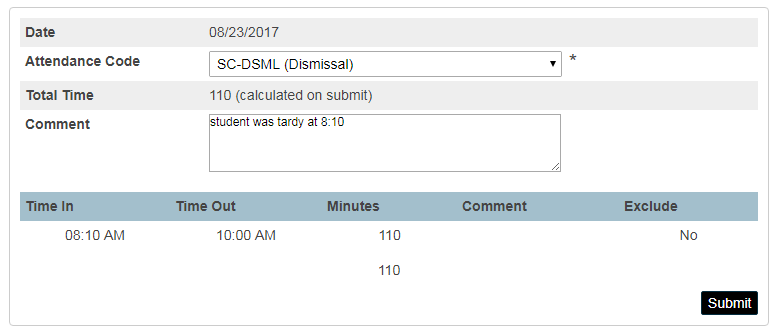 Date 08/23/2017
Attendance Code SC-DSML (Dismissal) *
Total Time 110 (calculated on submit)
Comment student was tardy at 8:10
Time In Time Out Minutes Comment Exclude
08:10 AM 10:00 AM 110 No
110
Submit